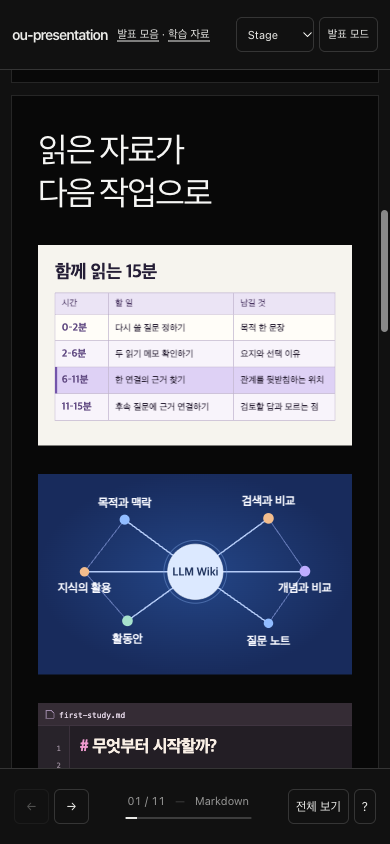 ou-presentation 발표 모음 · 학습 자료 Stage 발표 모드
읽은 자료가
다음 작업으로
함께 읽는 15분
시간 할 일 남길 것
0-2분 다시 쓸 질문 정하기 목적 한 문장
2-6분 두 읽기 메모 확인하기 요지와 선택 이유
6-11분 한 연결의 근거 찾기 관계를 뒷받침하는 위치
11-15분 후속 질문에 근거 연결하기 검토할 답과 모르는 점
목적과 맥락 검색과 비교
지식의 활용 LLM Wiki 개념과 비교
활동안 질문 노트
first-study.md
1 # 무엇부터 시작할까?
2
← → 01 / 11 — Markdown 전체 보기 ?